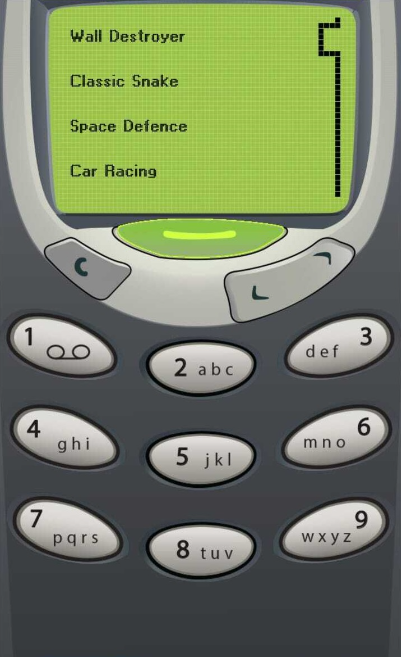 Wall Destroyer
Classic Snake
Space Defence
Car Racing
1
2 abc
def 3
4 ghi
5 jkl
mno 6
7 pqrs
8 tuv
wxyz 9